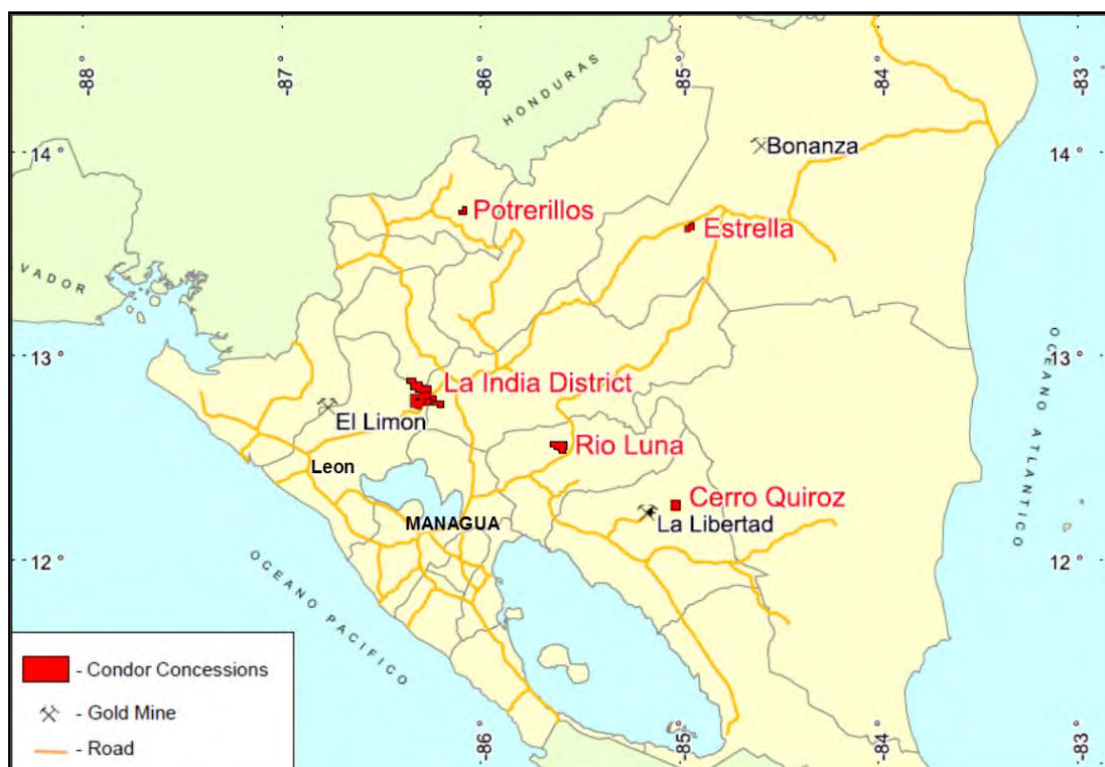 -88
-87
-86
-85
-84
-83
HONDURAS
14°
Bonanza
14°
Potrerillos
Estrella
VADOR
13°
13°
OCEANO ATLANTICO
La India District
El Limon
Rio Luna
Leon
Cerro Quiroz
La Libertad
MANAGUA
12°
12°
OCEANO PACIFICO
- Condor Concessions
- Gold Mine
- Road
-86
-85
-84
-83